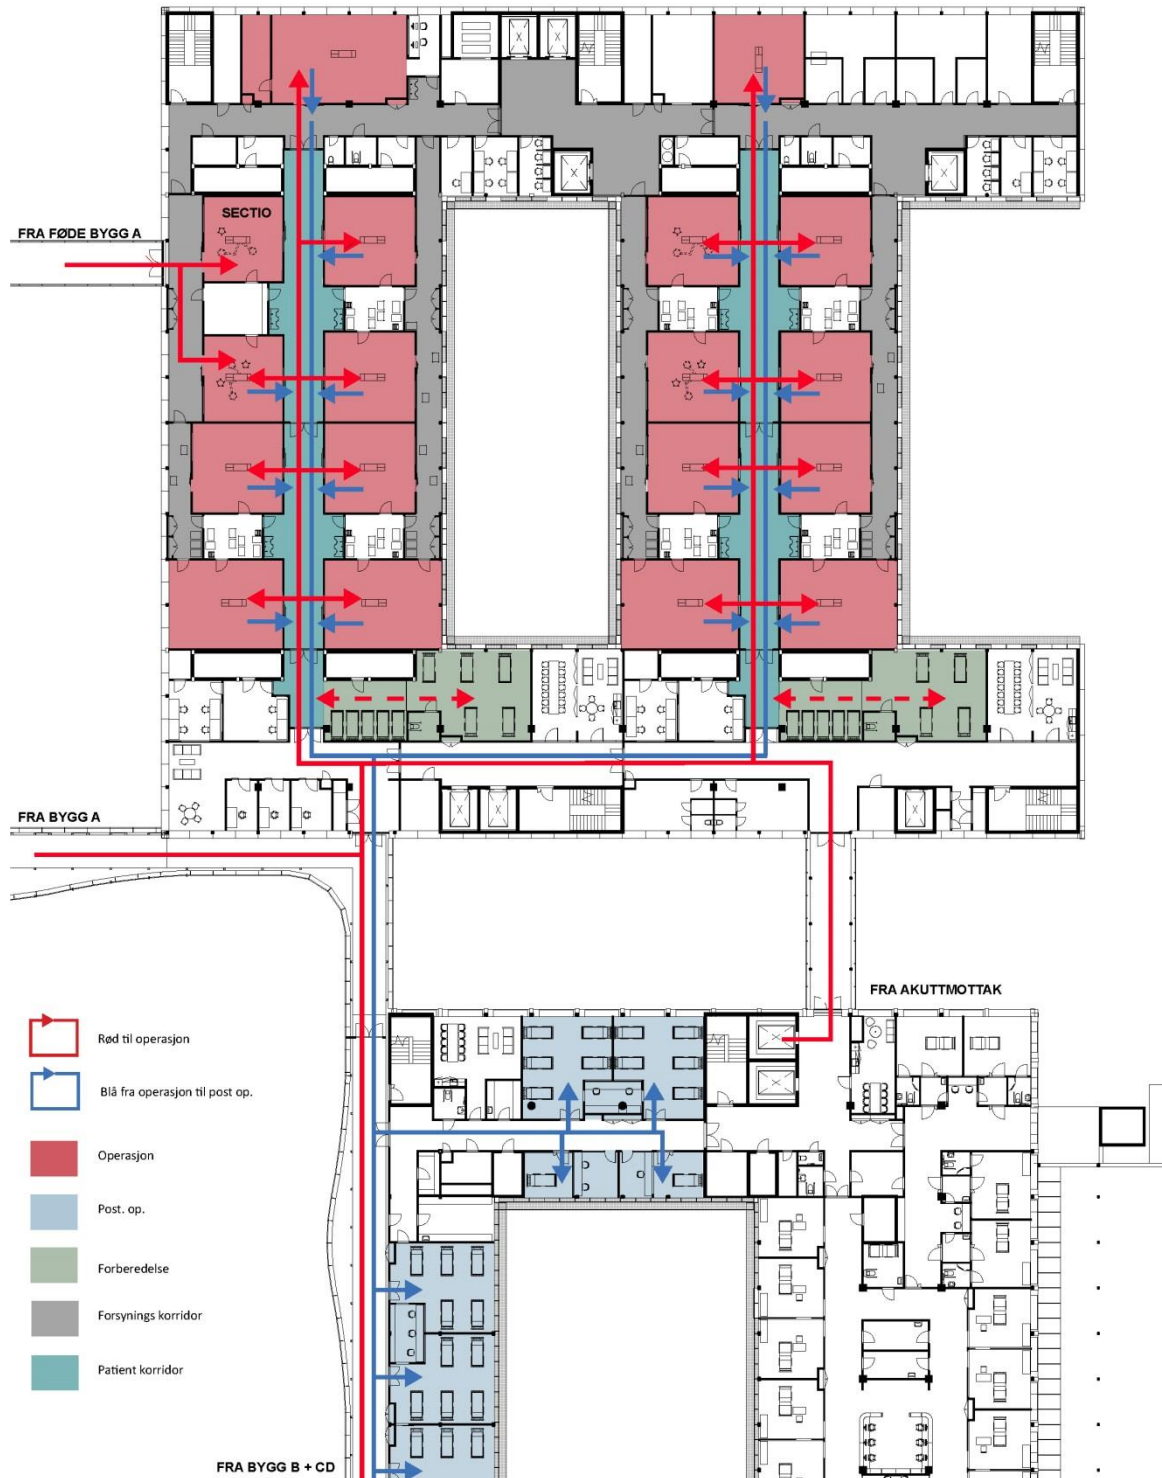 SECTIO
FRA FØDE BYGG A
FRA BYGG A
FRA AKUTTMOTTAK
Rød til operasjon
Blå fra operasjon til post op.
Operasjon
Post. op.
Forberedelse
Forsynings korridor
Patient korridor
FRA BYGG B + CD